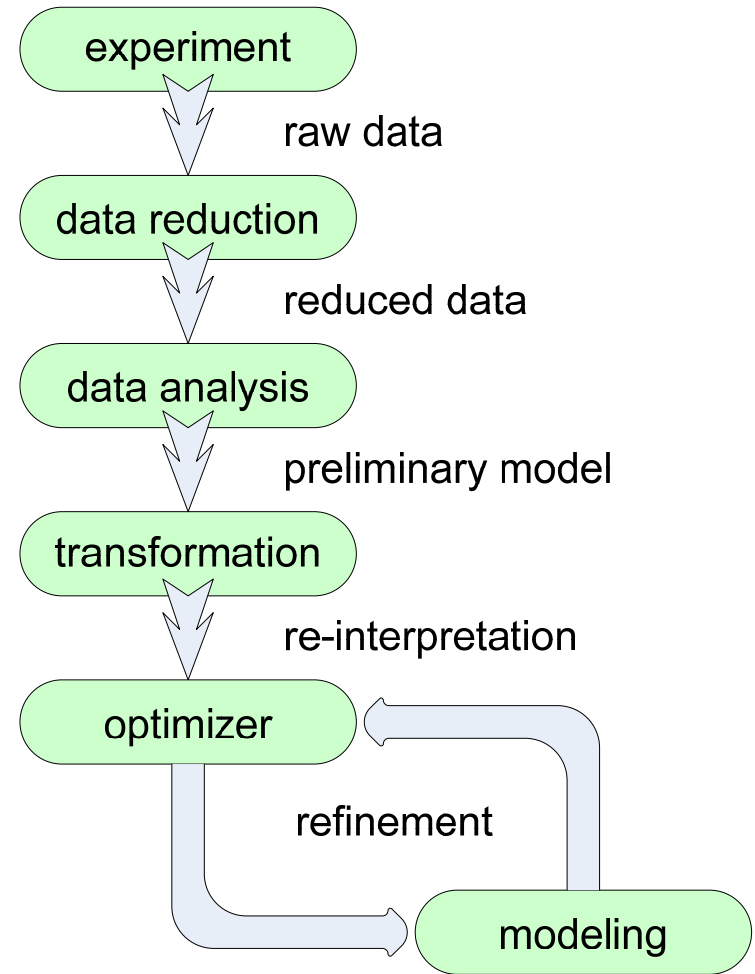 experiment
raw data
data reduction
reduced data
data analysis
preliminary model
transformation
re-interpretation
optimizer
refinement
modeling